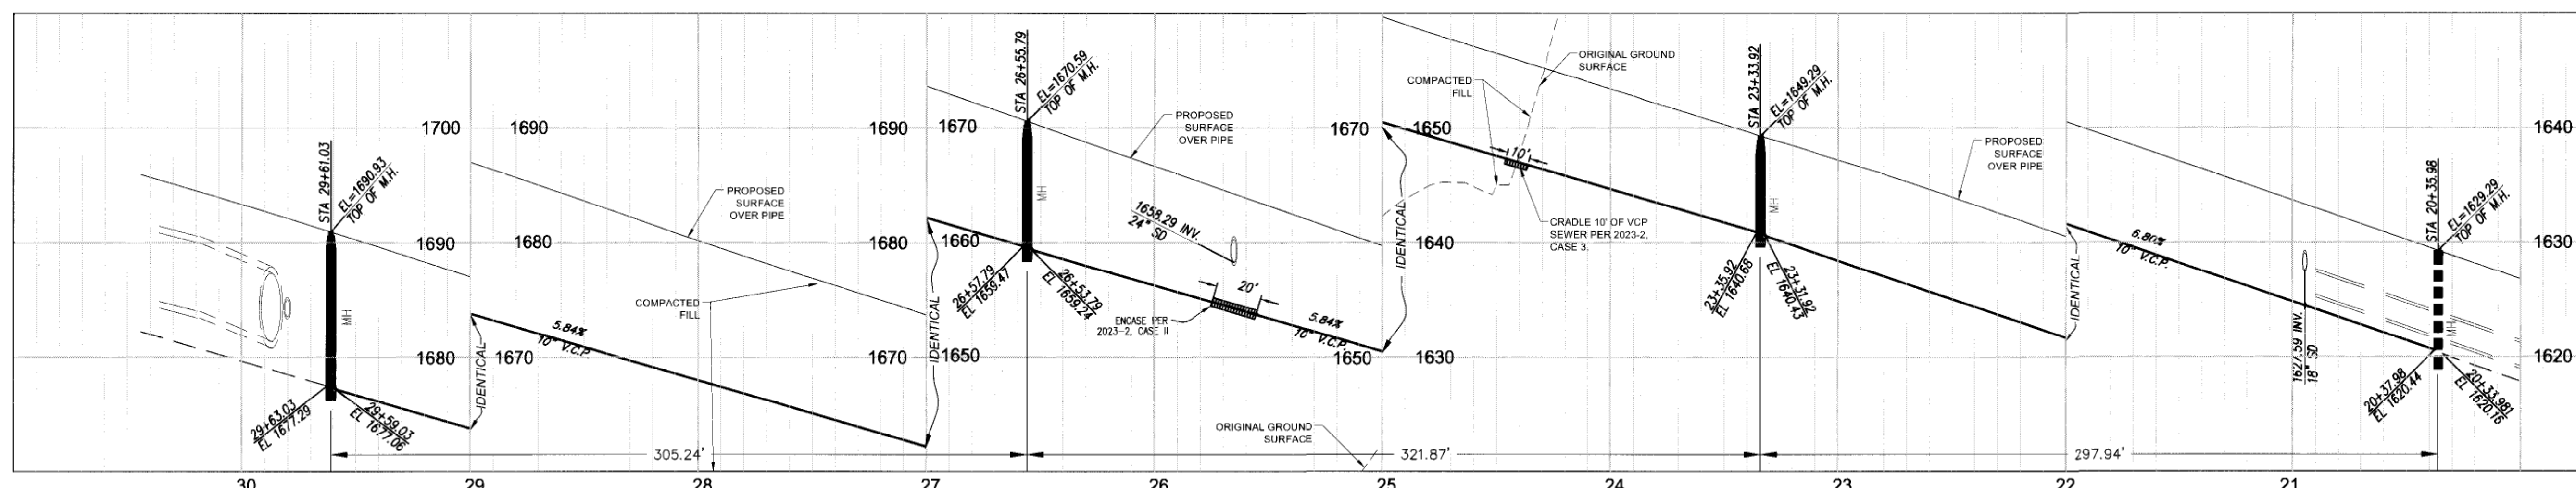 STA 29+61.03
EL=1690.93
TOP OF M.H.
MH
29+63.03
EL 1677.29
29+59.03
EL 1677.06
1700
1690
1680
IDENTICAL
1690
1680
1670
5.84%
10" V.C.P.
PROPOSED
SURFACE
OVER PIPE
COMPACTED
FILL
305.24'
1690
1680
1670
IDENTICAL
1670
1660
1650
STA 26+55.79
EL=1670.59
TOP OF M.H.
MH
26+57.79
EL 1659.47
26+53.79
EL 1659.24
PROPOSED
SURFACE
OVER PIPE
1658.29 INV.
24" SD
20'
ENCASE PER
2023-2, CASE II
5.84%
10" V.C.P.
ORIGINAL GROUND
SURFACE
321.87'
1670
1650
IDENTICAL
1650
1640
1630
COMPACTED
FILL
ORIGINAL GROUND
SURFACE
10'
CRADLE 10' OF VCP
SEWER PER 2023-2,
CASE 3.
STA 23+33.92
EL=1649.29
TOP OF M.H.
MH
23+35.92
EL 1640.68
23+31.92
EL 1640.43
PROPOSED
SURFACE
OVER PIPE
IDENTICAL
297.94'
6.80%
10" V.C.P.
1627.59 INV.
18" SD
STA 20+35.98
EL=1629.29
TOP OF M.H.
MH
20+37.98
EL 1620.44
20+33.981
EL 1620.16
1640
1630
1620
30 29 28 27 26 25 24 23 22 21